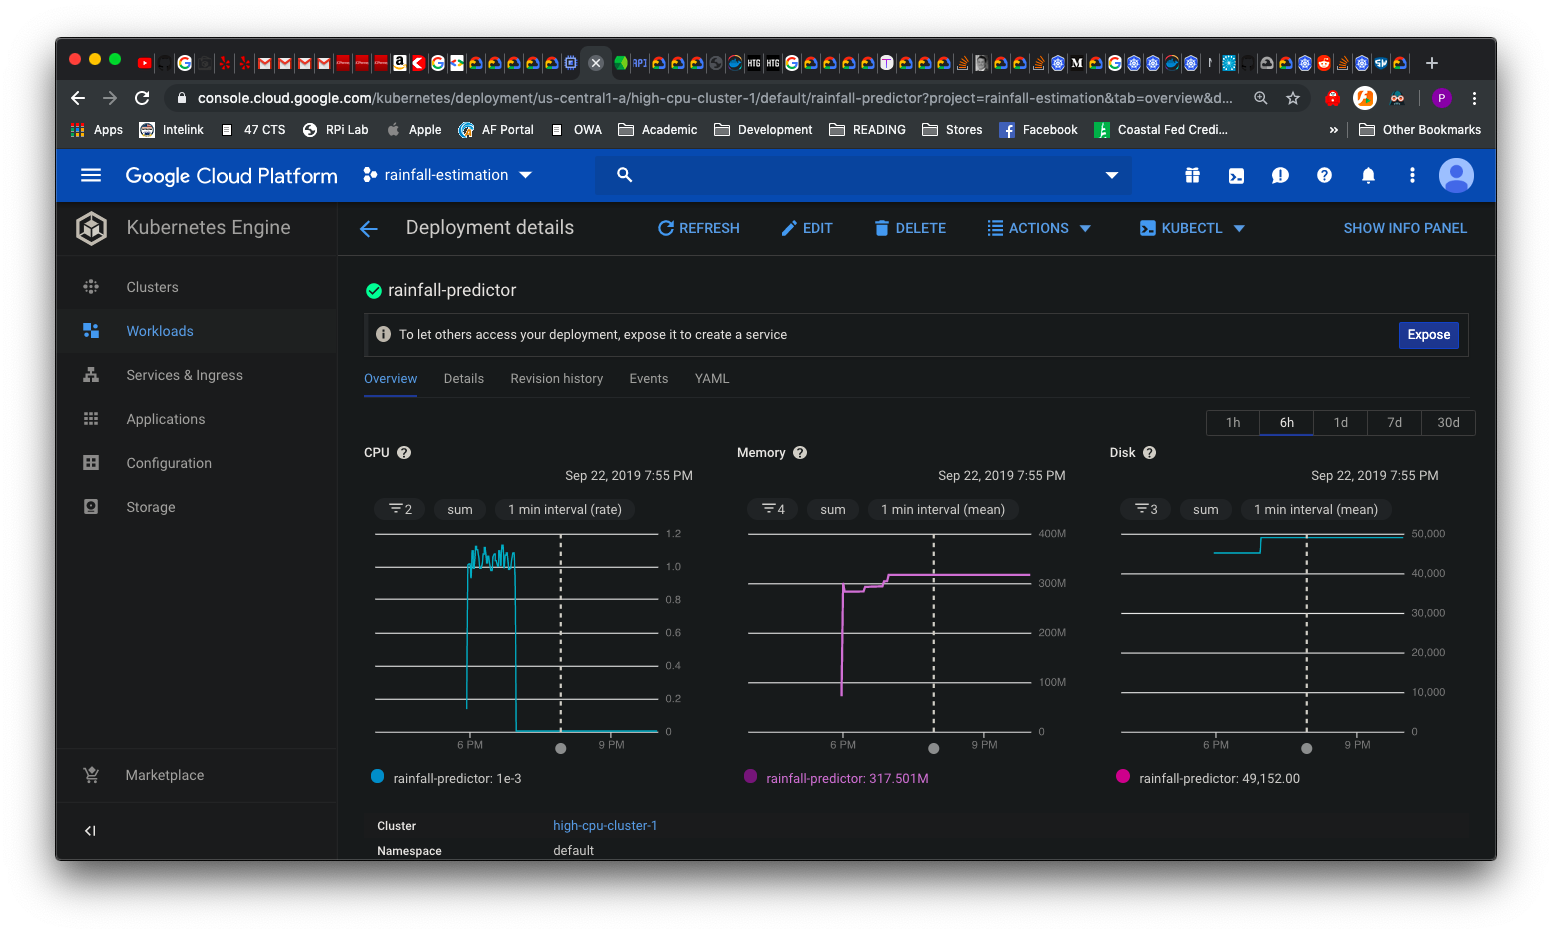 HTG HTG
API
T
M
console.cloud.google.com/kubernetes/deployment/us-central1-a/high-cpu-cluster-1/default/rainfall-predictor?project=rainfall-estimation&tab=overview&d...
P
Apps Intelink 47 CTS RPi Lab Apple AF Portal OWA Academic Development READING Stores Facebook Coastal Fed Credi... » Other Bookmarks
Google Cloud Platform rainfall-estimation
Kubernetes Engine
Deployment details REFRESH EDIT DELETE ACTIONS KUBECTL SHOW INFO PANEL
Clusters
Workloads
Services & Ingress
Applications
Configuration
Storage
Marketplace
rainfall-predictor
To let others access your deployment, expose it to create a service Expose
Overview Details Revision history Events YAML
1h 6h 1d 7d 30d
CPU
Sep 22, 2019 7:55 PM
2 sum 1 min interval (rate)
1.2
1.0
0.8
0.6
0.4
0.2
0
6 PM 9 PM
rainfall-predictor: 1e-3
Memory
Sep 22, 2019 7:55 PM
4 sum 1 min interval (mean)
400M
300M
200M
100M
0
6 PM 9 PM
rainfall-predictor: 317.501M
Disk
Sep 22, 2019 7:55 PM
3 sum 1 min interval (mean)
50,000
40,000
30,000
20,000
10,000
0
6 PM 9 PM
rainfall-predictor: 49,152.00
Cluster high-cpu-cluster-1
Namespace default